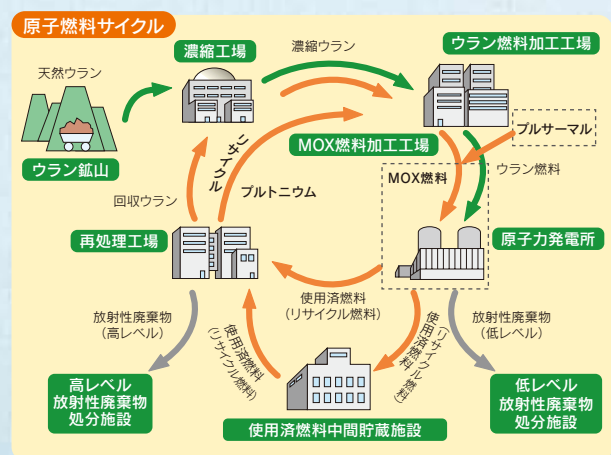 原子燃料サイクル
濃縮工場
濃縮ウラン
ウラン燃料加工工場
天然ウラン
ウラン鉱山
リサイクル
MOX燃料加工工場
プルサーマル
回収ウラン
プルトニウム
MOX燃料
ウラン燃料
再処理工場
原子力発電所
使用済燃料
(リサイクル燃料)
放射性廃棄物
(高レベル)
使用済燃料
(リサイクル燃料)
使用済燃料
(リサイクル燃料)
放射性廃棄物
(低レベル)
高レベル
放射性廃棄物
処分施設
使用済燃料中間貯蔵施設
低レベル
放射性廃棄物
処分施設